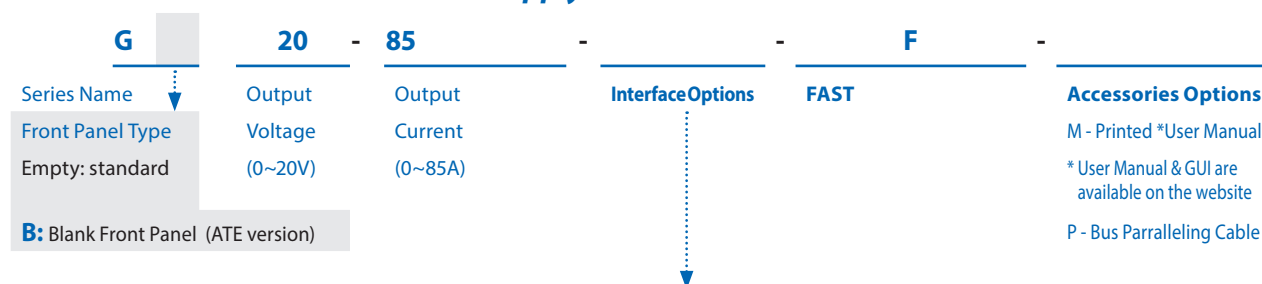 G 20 - 85 - - F -
Series Name
Front Panel Type
Empty: standard
B: Blank Front Panel (ATE version)
Output
Voltage
(0~20V)
Output
Current
(0~85A)
Interface Options
FAST
Accessories Options
M - Printed *User Manual
* User Manual & GUI are
available on the website
P - Bus Parralleling Cable